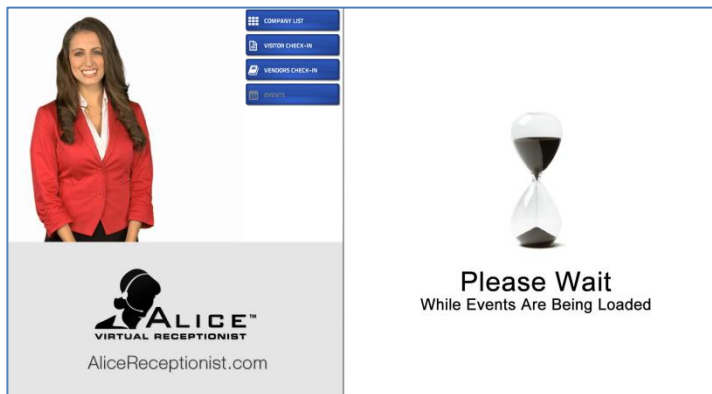 COMPANY LIST
VISITOR CHECK-IN
VENDORS CHECK-IN
EVENTS
ALICE™
VIRTUAL RECEPTIONIST
AliceReceptionist.com
Please Wait
While Events Are Being Loaded